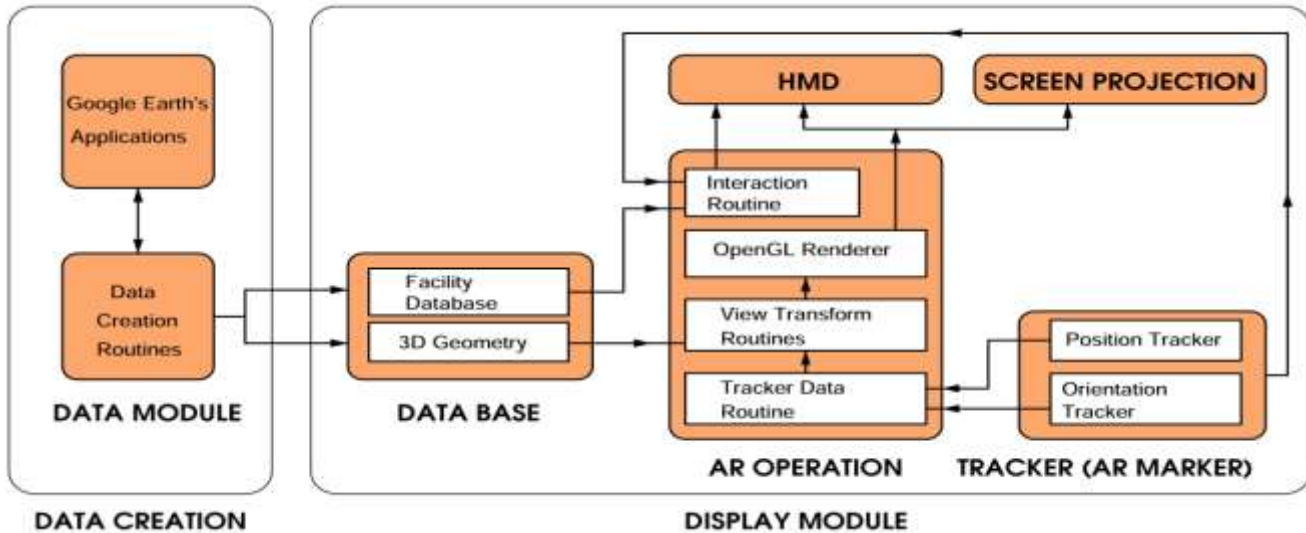 Google Earth's
Applications
Data
Creation
Routines
DATA MODULE
DATA CREATION
Facility
Database
3D Geometry
DATA BASE
HMD
SCREEN PROJECTION
Interaction
Routine
OpenGL Renderer
View Transform
Routines
Tracker Data
Routine
AR OPERATION
Position Tracker
Orientation
Tracker
TRACKER (AR MARKER)
DISPLAY MODULE